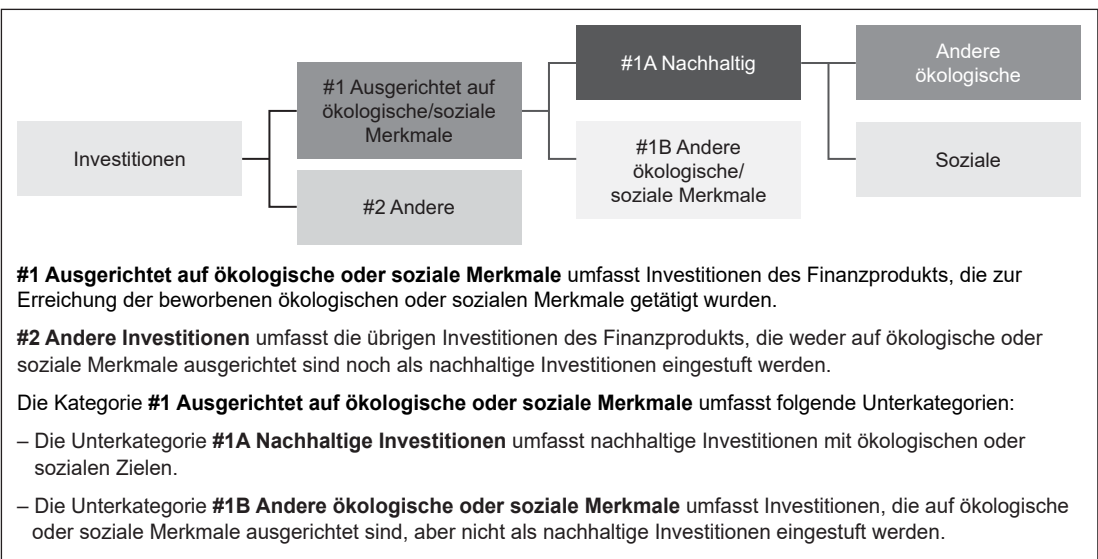 Investitionen
#1 Ausgerichtet auf
ökologische/soziale
Merkmale
#2 Andere
#1A Nachhaltig
#1B Andere
ökologische/
soziale Merkmale
Andere
ökologische
Soziale
#1 Ausgerichtet auf ökologische oder soziale Merkmale umfasst Investitionen des Finanzprodukts, die zur
Erreichung der beworbenen ökologischen oder sozialen Merkmale getätigt wurden.
#2 Andere Investitionen umfasst die übrigen Investitionen des Finanzprodukts, die weder auf ökologische oder
soziale Merkmale ausgerichtet sind noch als nachhaltige Investitionen eingestuft werden.
Die Kategorie #1 Ausgerichtet auf ökologische oder soziale Merkmale umfasst folgende Unterkategorien:
– Die Unterkategorie #1A Nachhaltige Investitionen umfasst nachhaltige Investitionen mit ökologischen oder
sozialen Zielen.
– Die Unterkategorie #1B Andere ökologische oder soziale Merkmale umfasst Investitionen, die auf ökologische
oder soziale Merkmale ausgerichtet sind, aber nicht als nachhaltige Investitionen eingestuft werden.